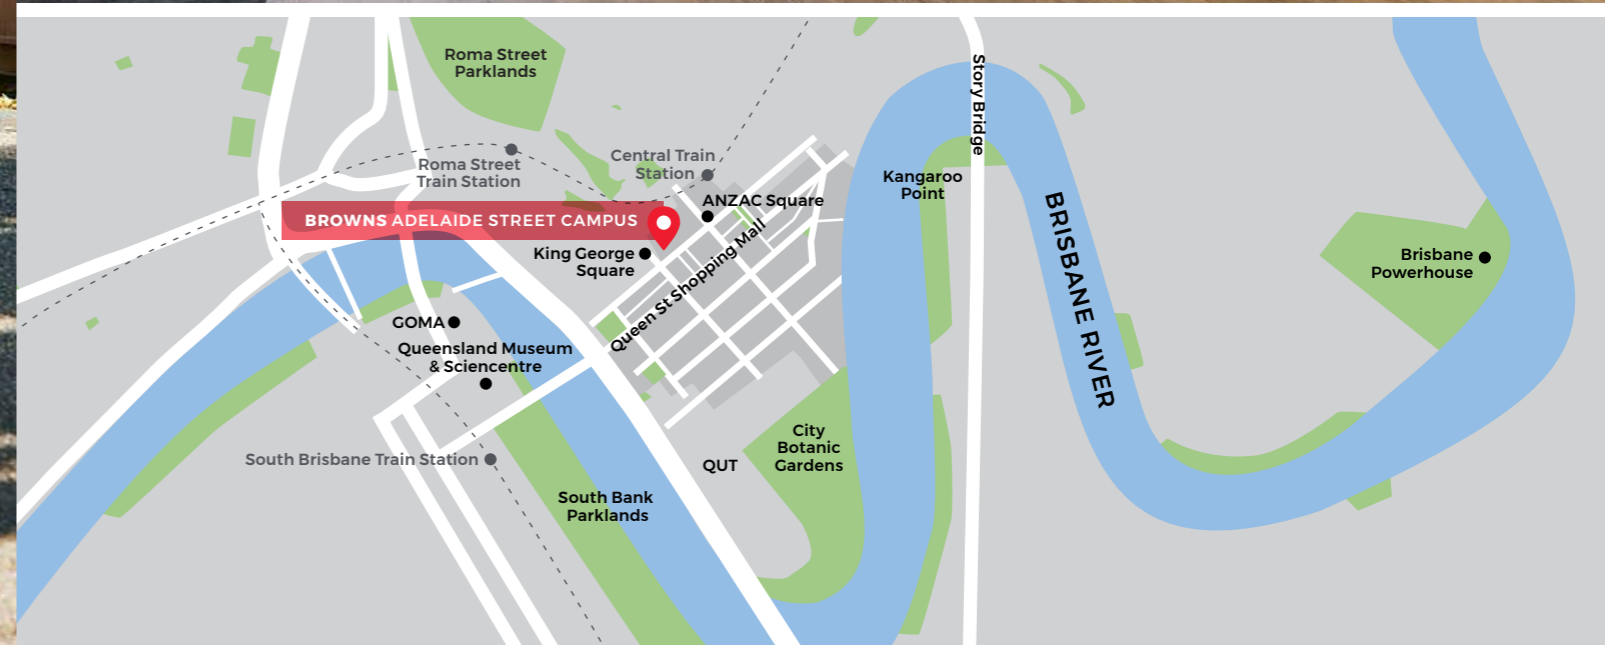 Roma Street
Parklands
Story Bridge
Roma Street
Train Station
Central Train
Station
Kangaroo
Point
ANZAC Square
BROWNS ADELAIDE STREET CAMPUS
King George
Square
Queen St Shopping Mall
BRISBANE RIVER
Brisbane
Powerhouse
GOMA
Queensland Museum
& Sciencentre
South Brisbane Train Station
QUT
City
Botanic
Gardens
South Bank
Parklands